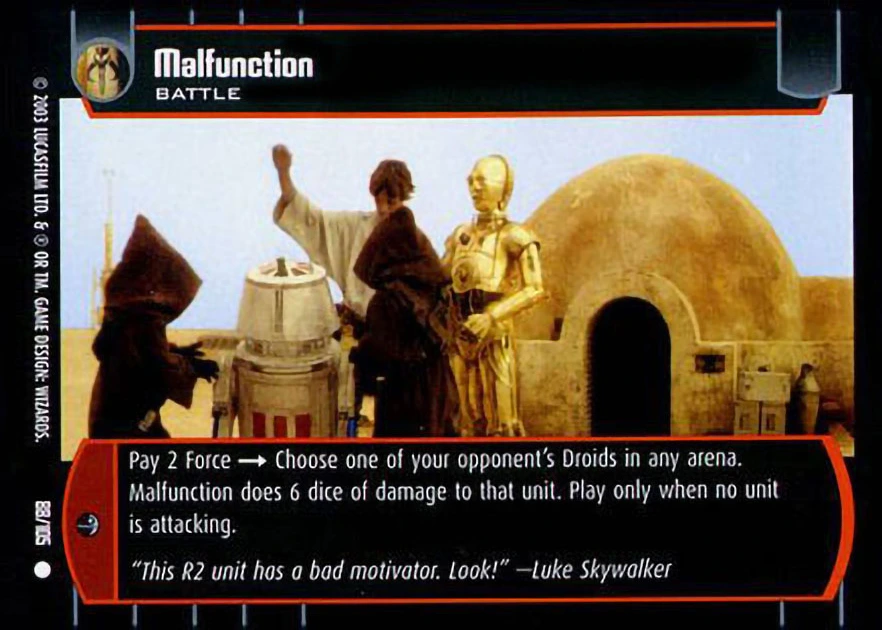 Malfunction
BATTLE
© 2003 LUCASFILM LTD. & ® OR TM. GAME DESIGN: WIZARDS.
88/105
Pay 2 Force → Choose one of your opponent's Droids in any arena.
Malfunction does 6 dice of damage to that unit. Play only when no unit
is attacking.
“This R2 unit has a bad motivator. Look!” —Luke Skywalker